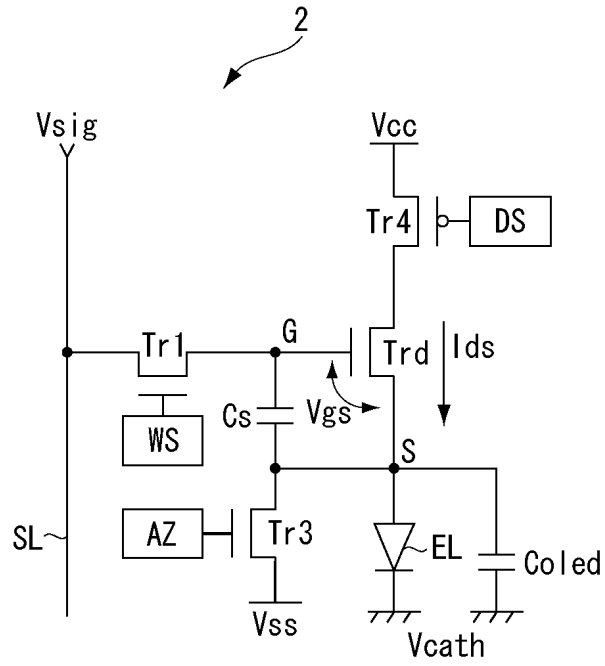 2
Vsig
Vcc
Tr4
DS
Tr1
G
Trd
Ids
Cs
Vgs
WS
S
SL
AZ
Tr3
EL
Coled
Vss
Vcath